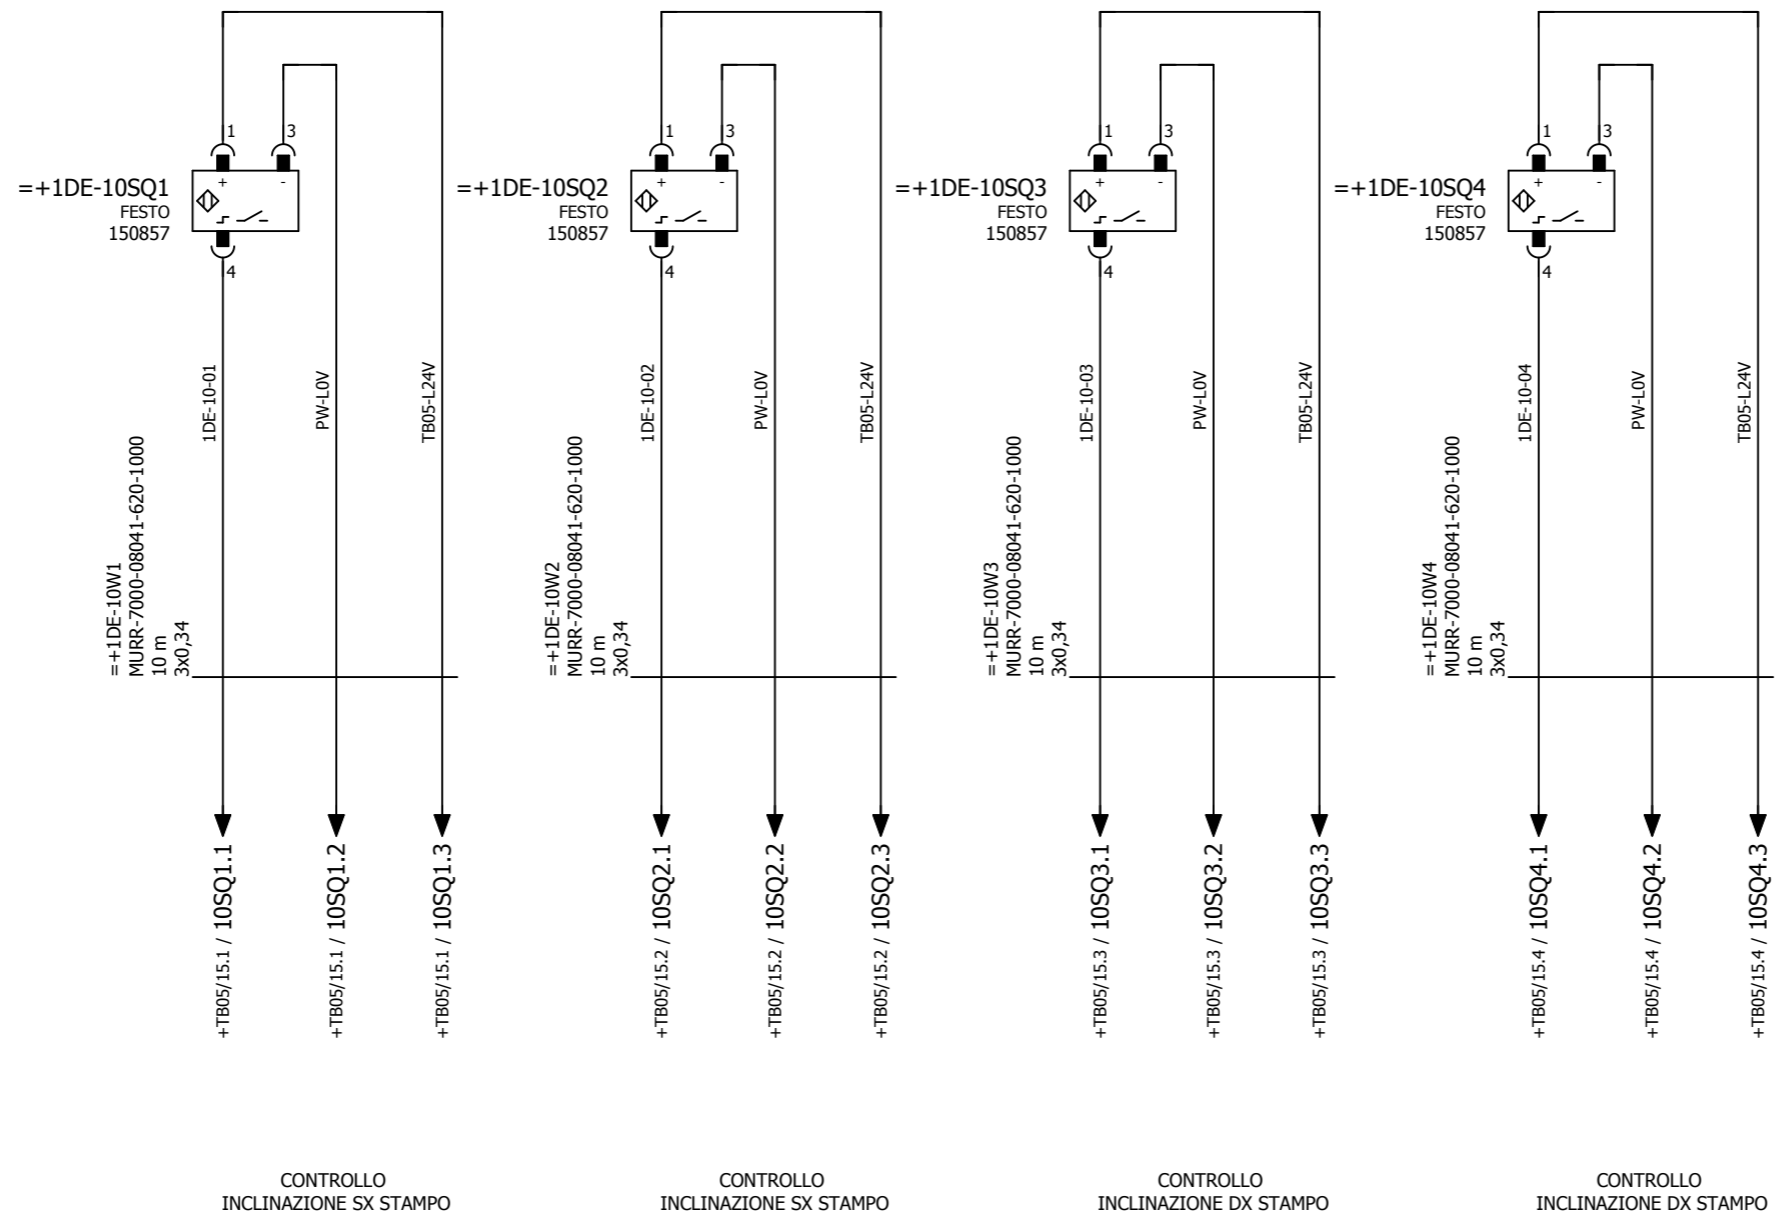 1
3
=+1DE-10SQ1
FESTO
150857
+
-
4
1DE-10-01
PW-L0V
TB05-L24V
=+1DE-10W1
MURR-7000-08041-620-1000
10 m
3x0,34
+TB05/15.1 / 10SQ1.1
+TB05/15.1 / 10SQ1.2
+TB05/15.1 / 10SQ1.3
CONTROLLO
INCLINAZIONE SX STAMPO
1
3
=+1DE-10SQ2
FESTO
150857
+
-
4
1DE-10-02
PW-L0V
TB05-L24V
=+1DE-10W2
MURR-7000-08041-620-1000
10 m
3x0,34
+TB05/15.2 / 10SQ2.1
+TB05/15.2 / 10SQ2.2
+TB05/15.2 / 10SQ2.3
CONTROLLO
INCLINAZIONE SX STAMPO
1
3
=+1DE-10SQ3
FESTO
150857
+
-
4
1DE-10-03
PW-L0V
TB05-L24V
=+1DE-10W3
MURR-7000-08041-620-1000
10 m
3x0,34
+TB05/15.3 / 10SQ3.1
+TB05/15.3 / 10SQ3.2
+TB05/15.3 / 10SQ3.3
CONTROLLO
INCLINAZIONE DX STAMPO
1
3
=+1DE-10SQ4
FESTO
150857
+
-
4
1DE-10-04
PW-L0V
TB05-L24V
=+1DE-10W4
MURR-7000-08041-620-1000
10 m
3x0,34
+TB05/15.4 / 10SQ4.1
+TB05/15.4 / 10SQ4.2
+TB05/15.4 / 10SQ4.3
CONTROLLO
INCLINAZIONE DX STAMPO